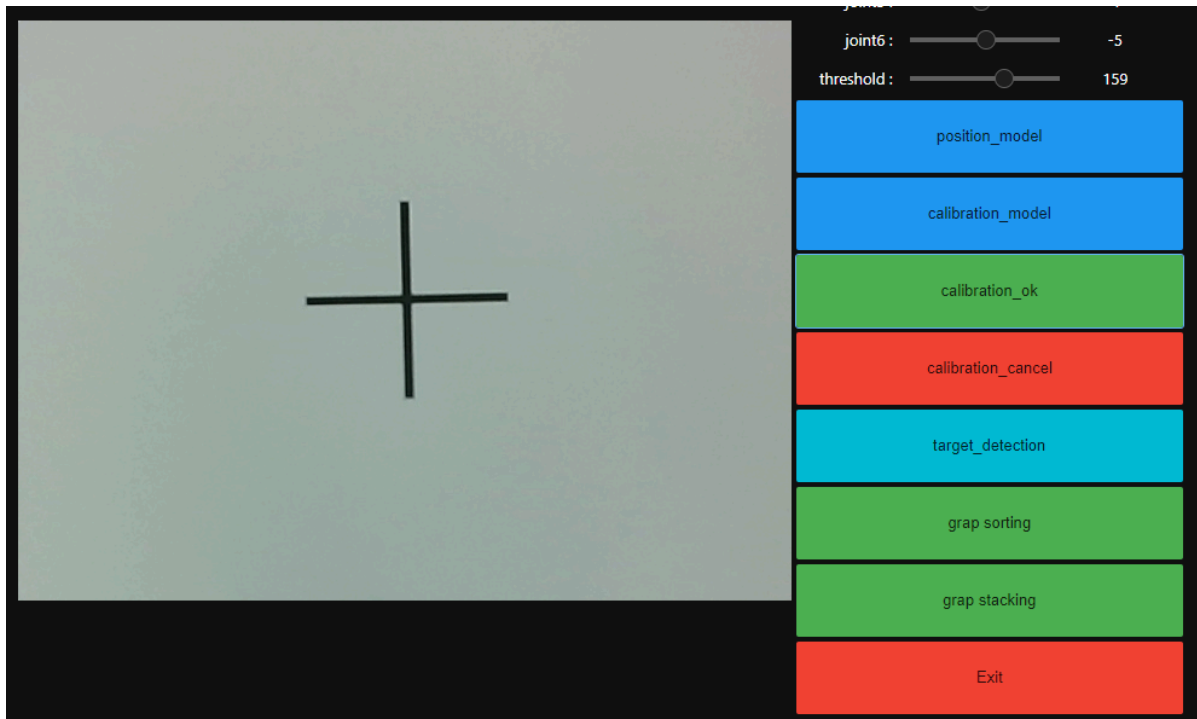 joint6 :
-5
threshold :
159
position_model
calibration_model
calibration_ok
calibration_cancel
target_detection
grap sorting
grap stacking
Exit